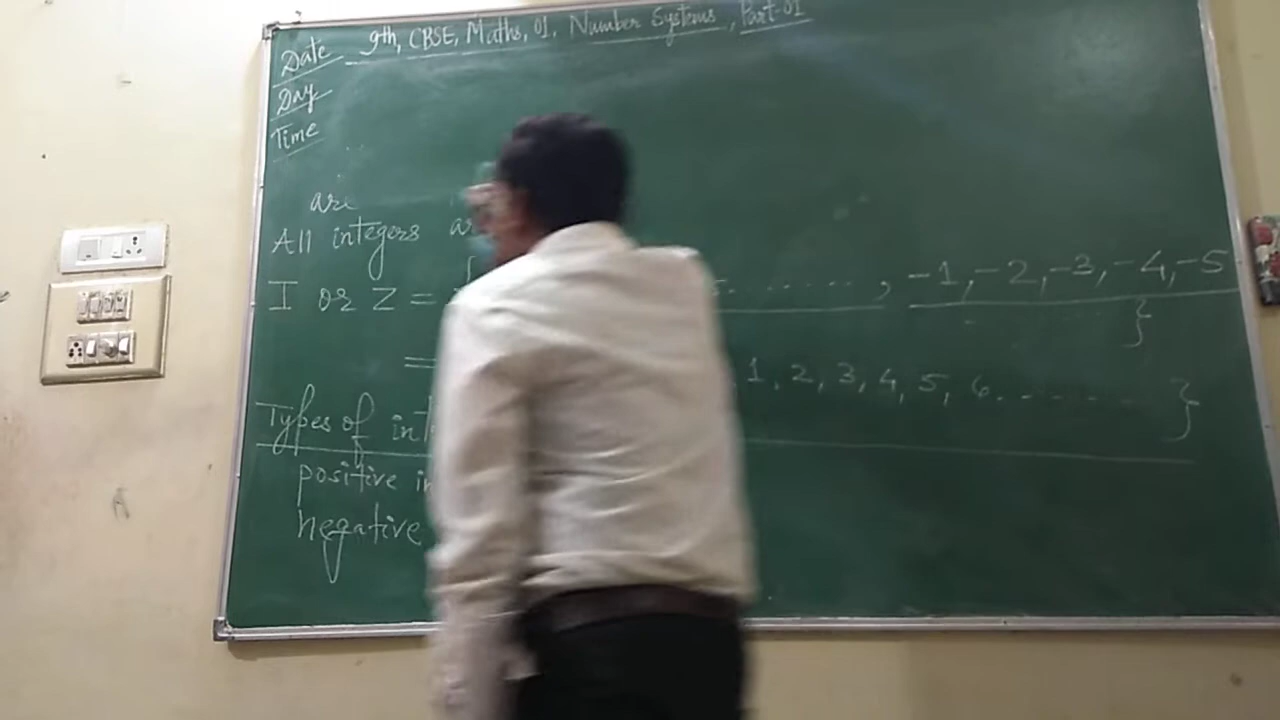 9th, CBSE, Maths, 01. Number Systems, Part-01
Date
Day
Time
are
All integers
I or Z = { ........, -1, -2, -3, -4, -5
}
= , 1, 2, 3, 4, 5, 6. - - - - - }
Types of
positive
negative